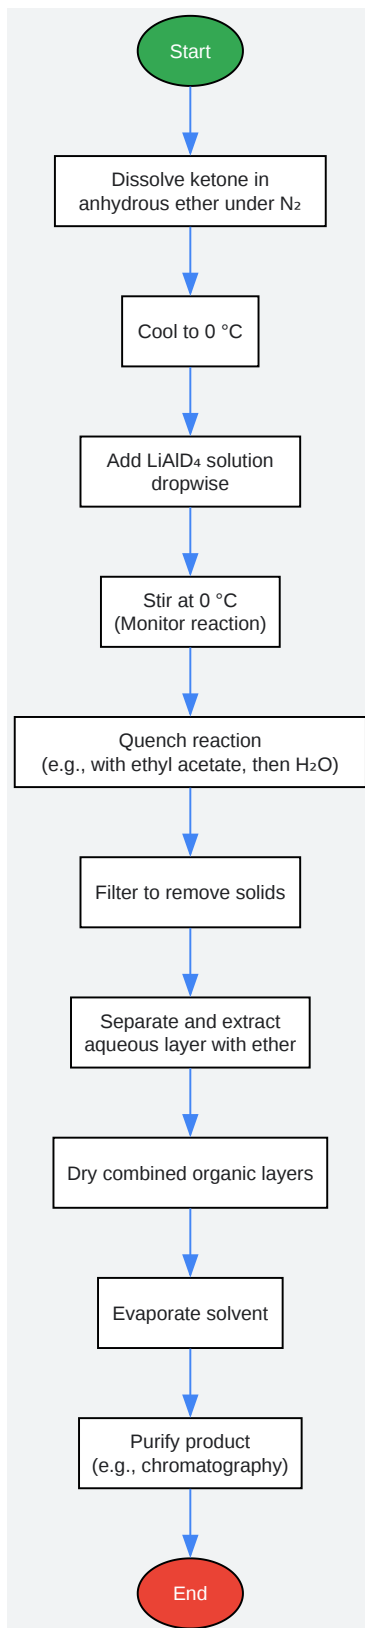 Start
Dissolve ketone in
anhydrous ether under N₂
Cool to 0 °C
Add LiAlD₄ solution
dropwise
Stir at 0 °C
(Monitor reaction)
Quench reaction
(e.g., with ethyl acetate, then H₂O)
Filter to remove solids
Separate and extract
aqueous layer with ether
Dry combined organic layers
Evaporate solvent
Purify product
(e.g., chromatography)
End